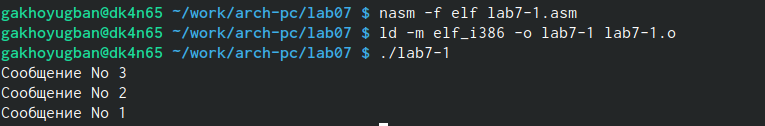 gakhoyugban@dk4n65 ~/work/arch-pc/lab07 $ nasm -f elf lab7-1.asm
gakhoyugban@dk4n65 ~/work/arch-pc/lab07 $ ld -m elf_i386 -o lab7-1 lab7-1.o
gakhoyugban@dk4n65 ~/work/arch-pc/lab07 $ ./lab7-1
Сообщение No 3
Сообщение No 2
Сообщение No 1